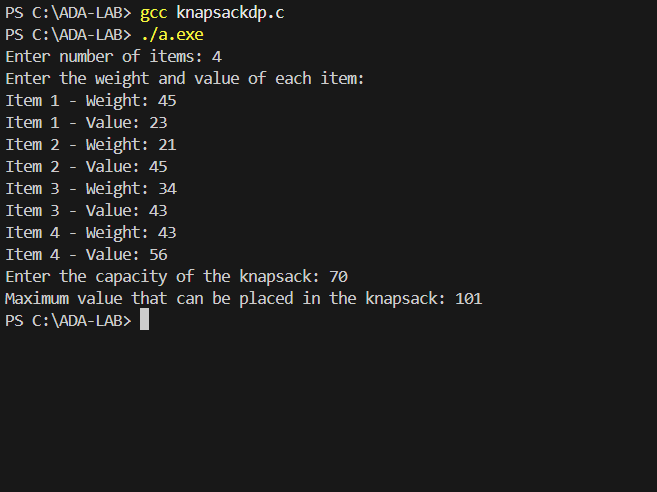 PS C:\ADA-LAB> gcc knapsackdp.c
PS C:\ADA-LAB> ./a.exe
Enter number of items: 4
Enter the weight and value of each item:
Item 1 - Weight: 45
Item 1 - Value: 23
Item 2 - Weight: 21
Item 2 - Value: 45
Item 3 - Weight: 34
Item 3 - Value: 43
Item 4 - Weight: 43
Item 4 - Value: 56
Enter the capacity of the knapsack: 70
Maximum value that can be placed in the knapsack: 101
PS C:\ADA-LAB>